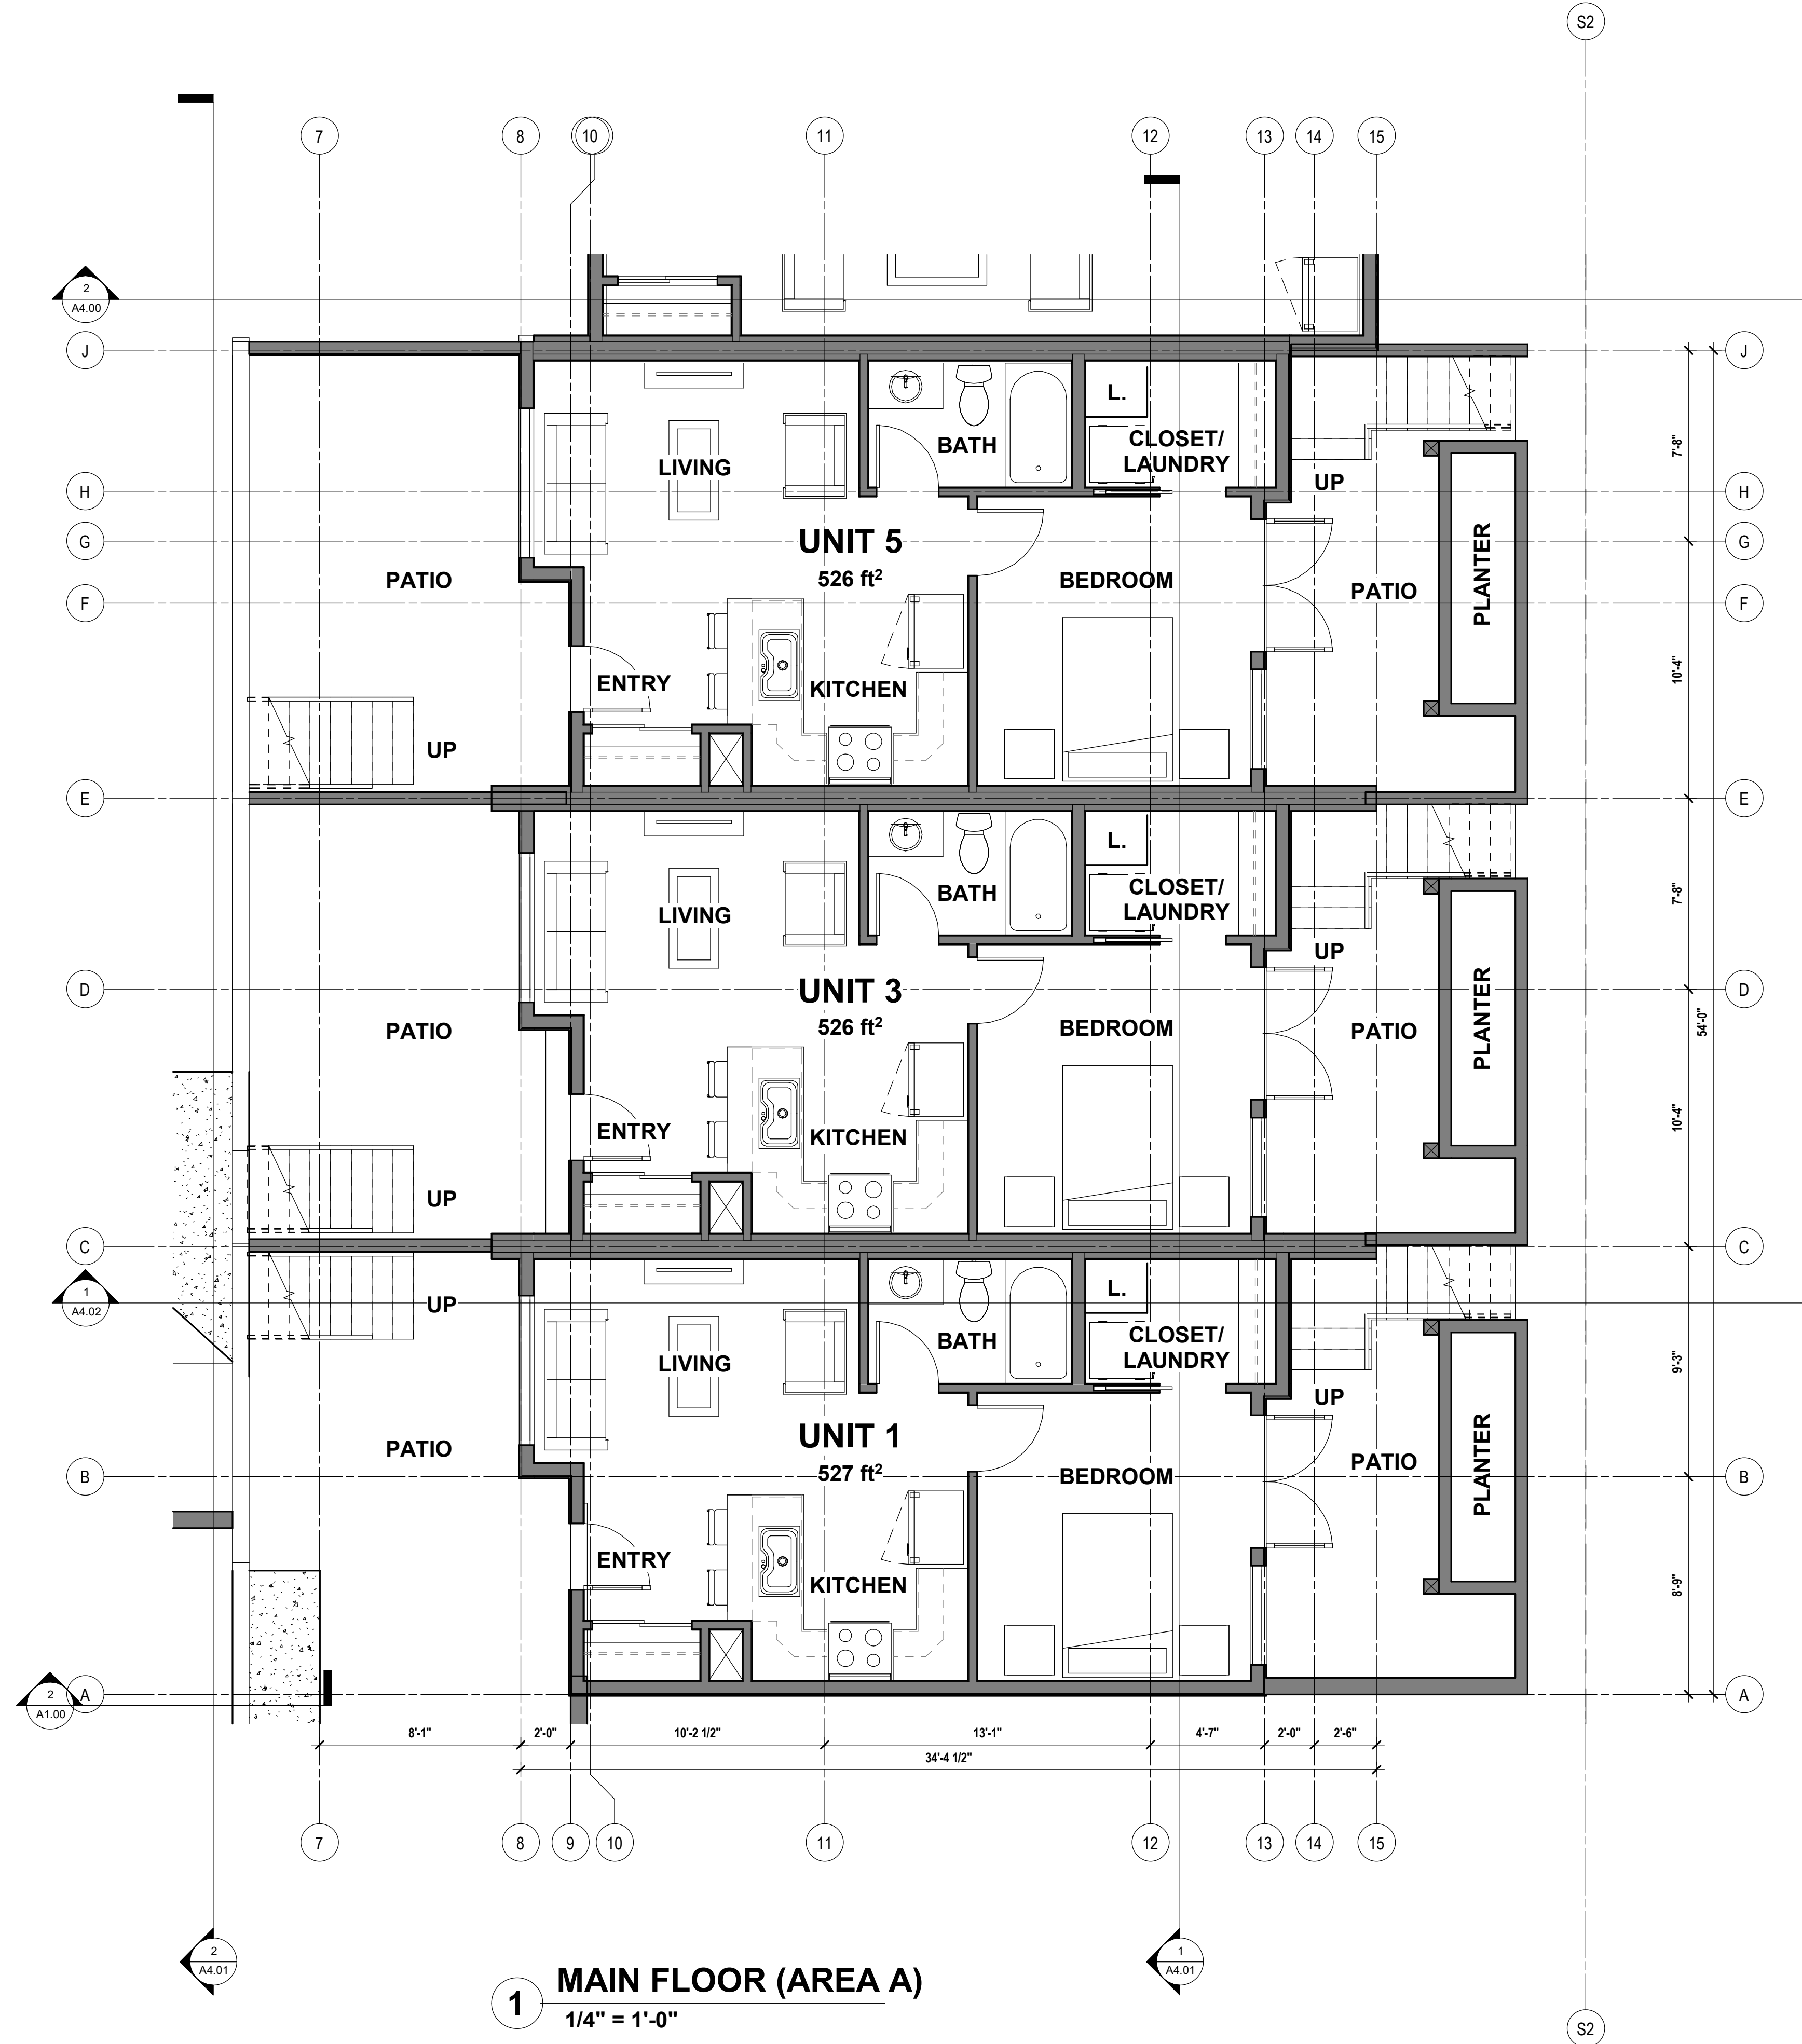 S2
7
8
10
11
12
13
14
15
2
A4.00
J
J
L.
CLOSET/
LAUNDRY
BATH
LIVING
7'-8"
UP
H
H
UNIT 5
526 ft²
G
G
PATIO
BEDROOM
PATIO
PLANTER
F
F
ENTRY
KITCHEN
10'-4"
UP
E
E
L.
CLOSET/
LAUNDRY
BATH
LIVING
7'-8"
UP
UNIT 3
526 ft²
D
D
54'-0"
PATIO
BEDROOM
PATIO
PLANTER
ENTRY
KITCHEN
10'-4"
UP
C
C
1
A4.02
UP
L.
CLOSET/
LAUNDRY
BATH
LIVING
9'-3"
UP
UNIT 1
527 ft²
PATIO
BEDROOM
PATIO
PLANTER
B
B
ENTRY
KITCHEN
8'-9"
2
A1.00
A
A
8'-1"
2'-0"
10'-2 1/2"
13'-1"
4'-7"
2'-0"
2'-6"
34'-4 1/2"
7
8
9
10
11
12
13
14
15
2
A4.01
1
A4.01
1
MAIN FLOOR (AREA A)
1/4" = 1'-0"
S2